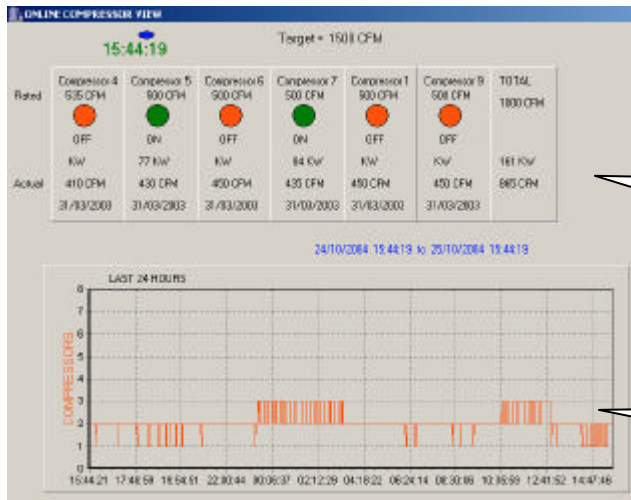 ONLINE COMPRESSOR VIEW
15:44:19
Target = 1500 CFM
Compressor 4 Compressor 5 Compressor 6 Compressor 7 Compressor 1 Compressor 9 TOTAL
Rated 535 CFM 500 CFM 500 CFM 500 CFM 500 CFM 500 CFM 1000 CFM
OFF ON OFF ON OFF OFF
KW 77 KW KW 84 KW KW KW 161 KW
Actual 410 CFM 430 CFM 450 CFM 435 CFM 450 CFM 450 CFM 865 CFM
31/03/2003 31/03/2003 31/03/2003 31/03/2003 31/03/2003 31/03/2003
24/10/2004 15:44:19 to 25/10/2004 15:44:19
LAST 24 HOURS
COMPRESSORS
8
7
6
5
4
3
2
1
0
15:44:21 17:48:58 19:54:51 22:00:44 00:06:37 02:12:29 04:18:22 06:24:14 08:30:06 10:35:59 12:41:52 14:47:46